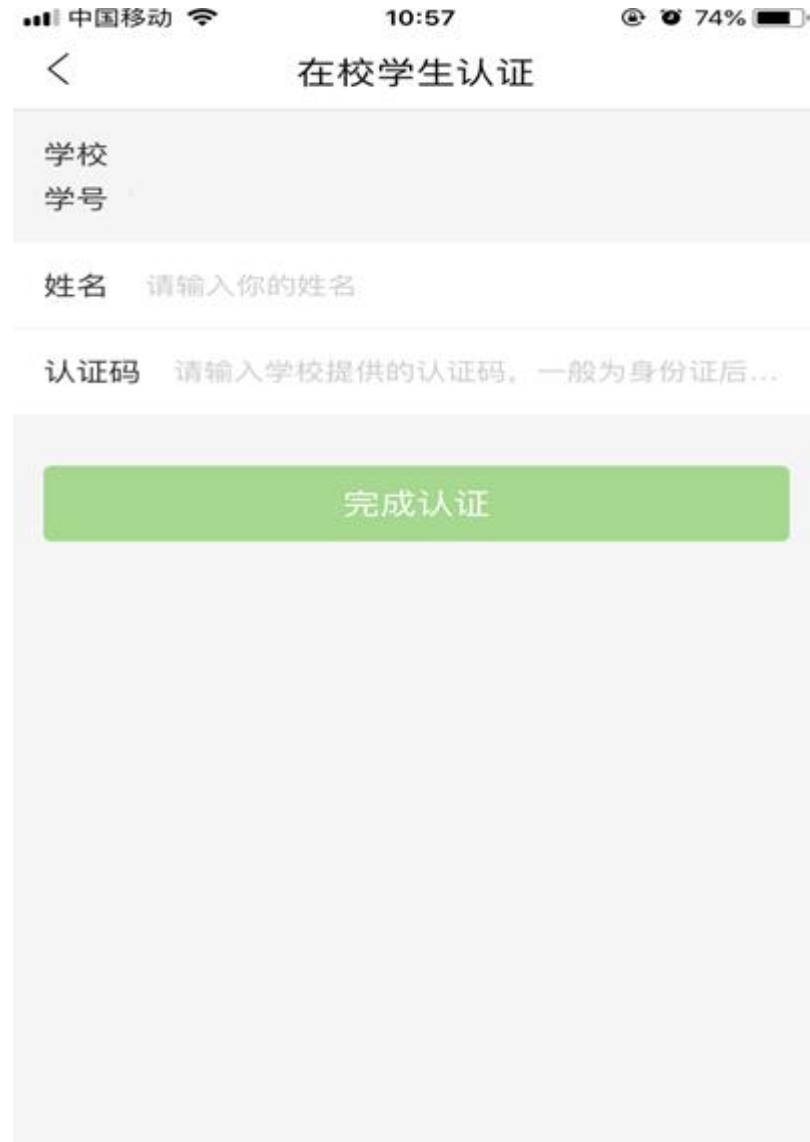 中国移动 10:57 74%
在校学生认证
学校
学号
姓名 请输入你的姓名
认证码 请输入学校提供的认证码，一般为身份证后...
完成认证